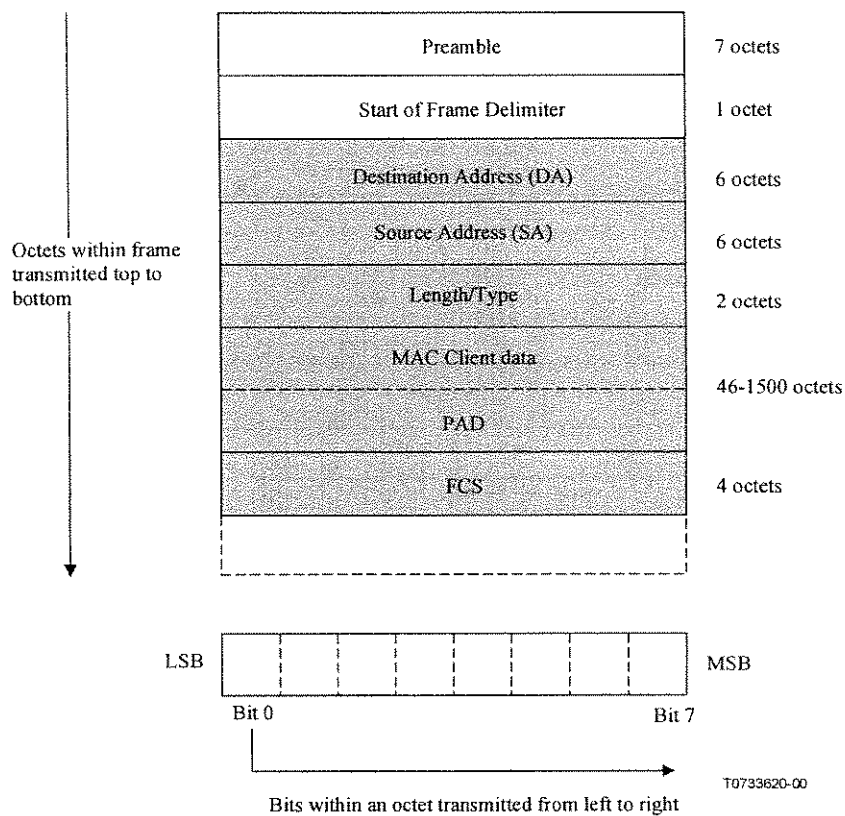 Preamble 7 octets
Start of Frame Delimiter 1 octet
Destination Address (DA) 6 octets
Source Address (SA) 6 octets
Octets within frame
transmitted top to
bottom
Length/Type 2 octets
MAC Client data
46-1500 octets
PAD
FCS 4 octets
LSB MSB
Bit 0 Bit 7
T0733620-00
Bits within an octet transmitted from left to right